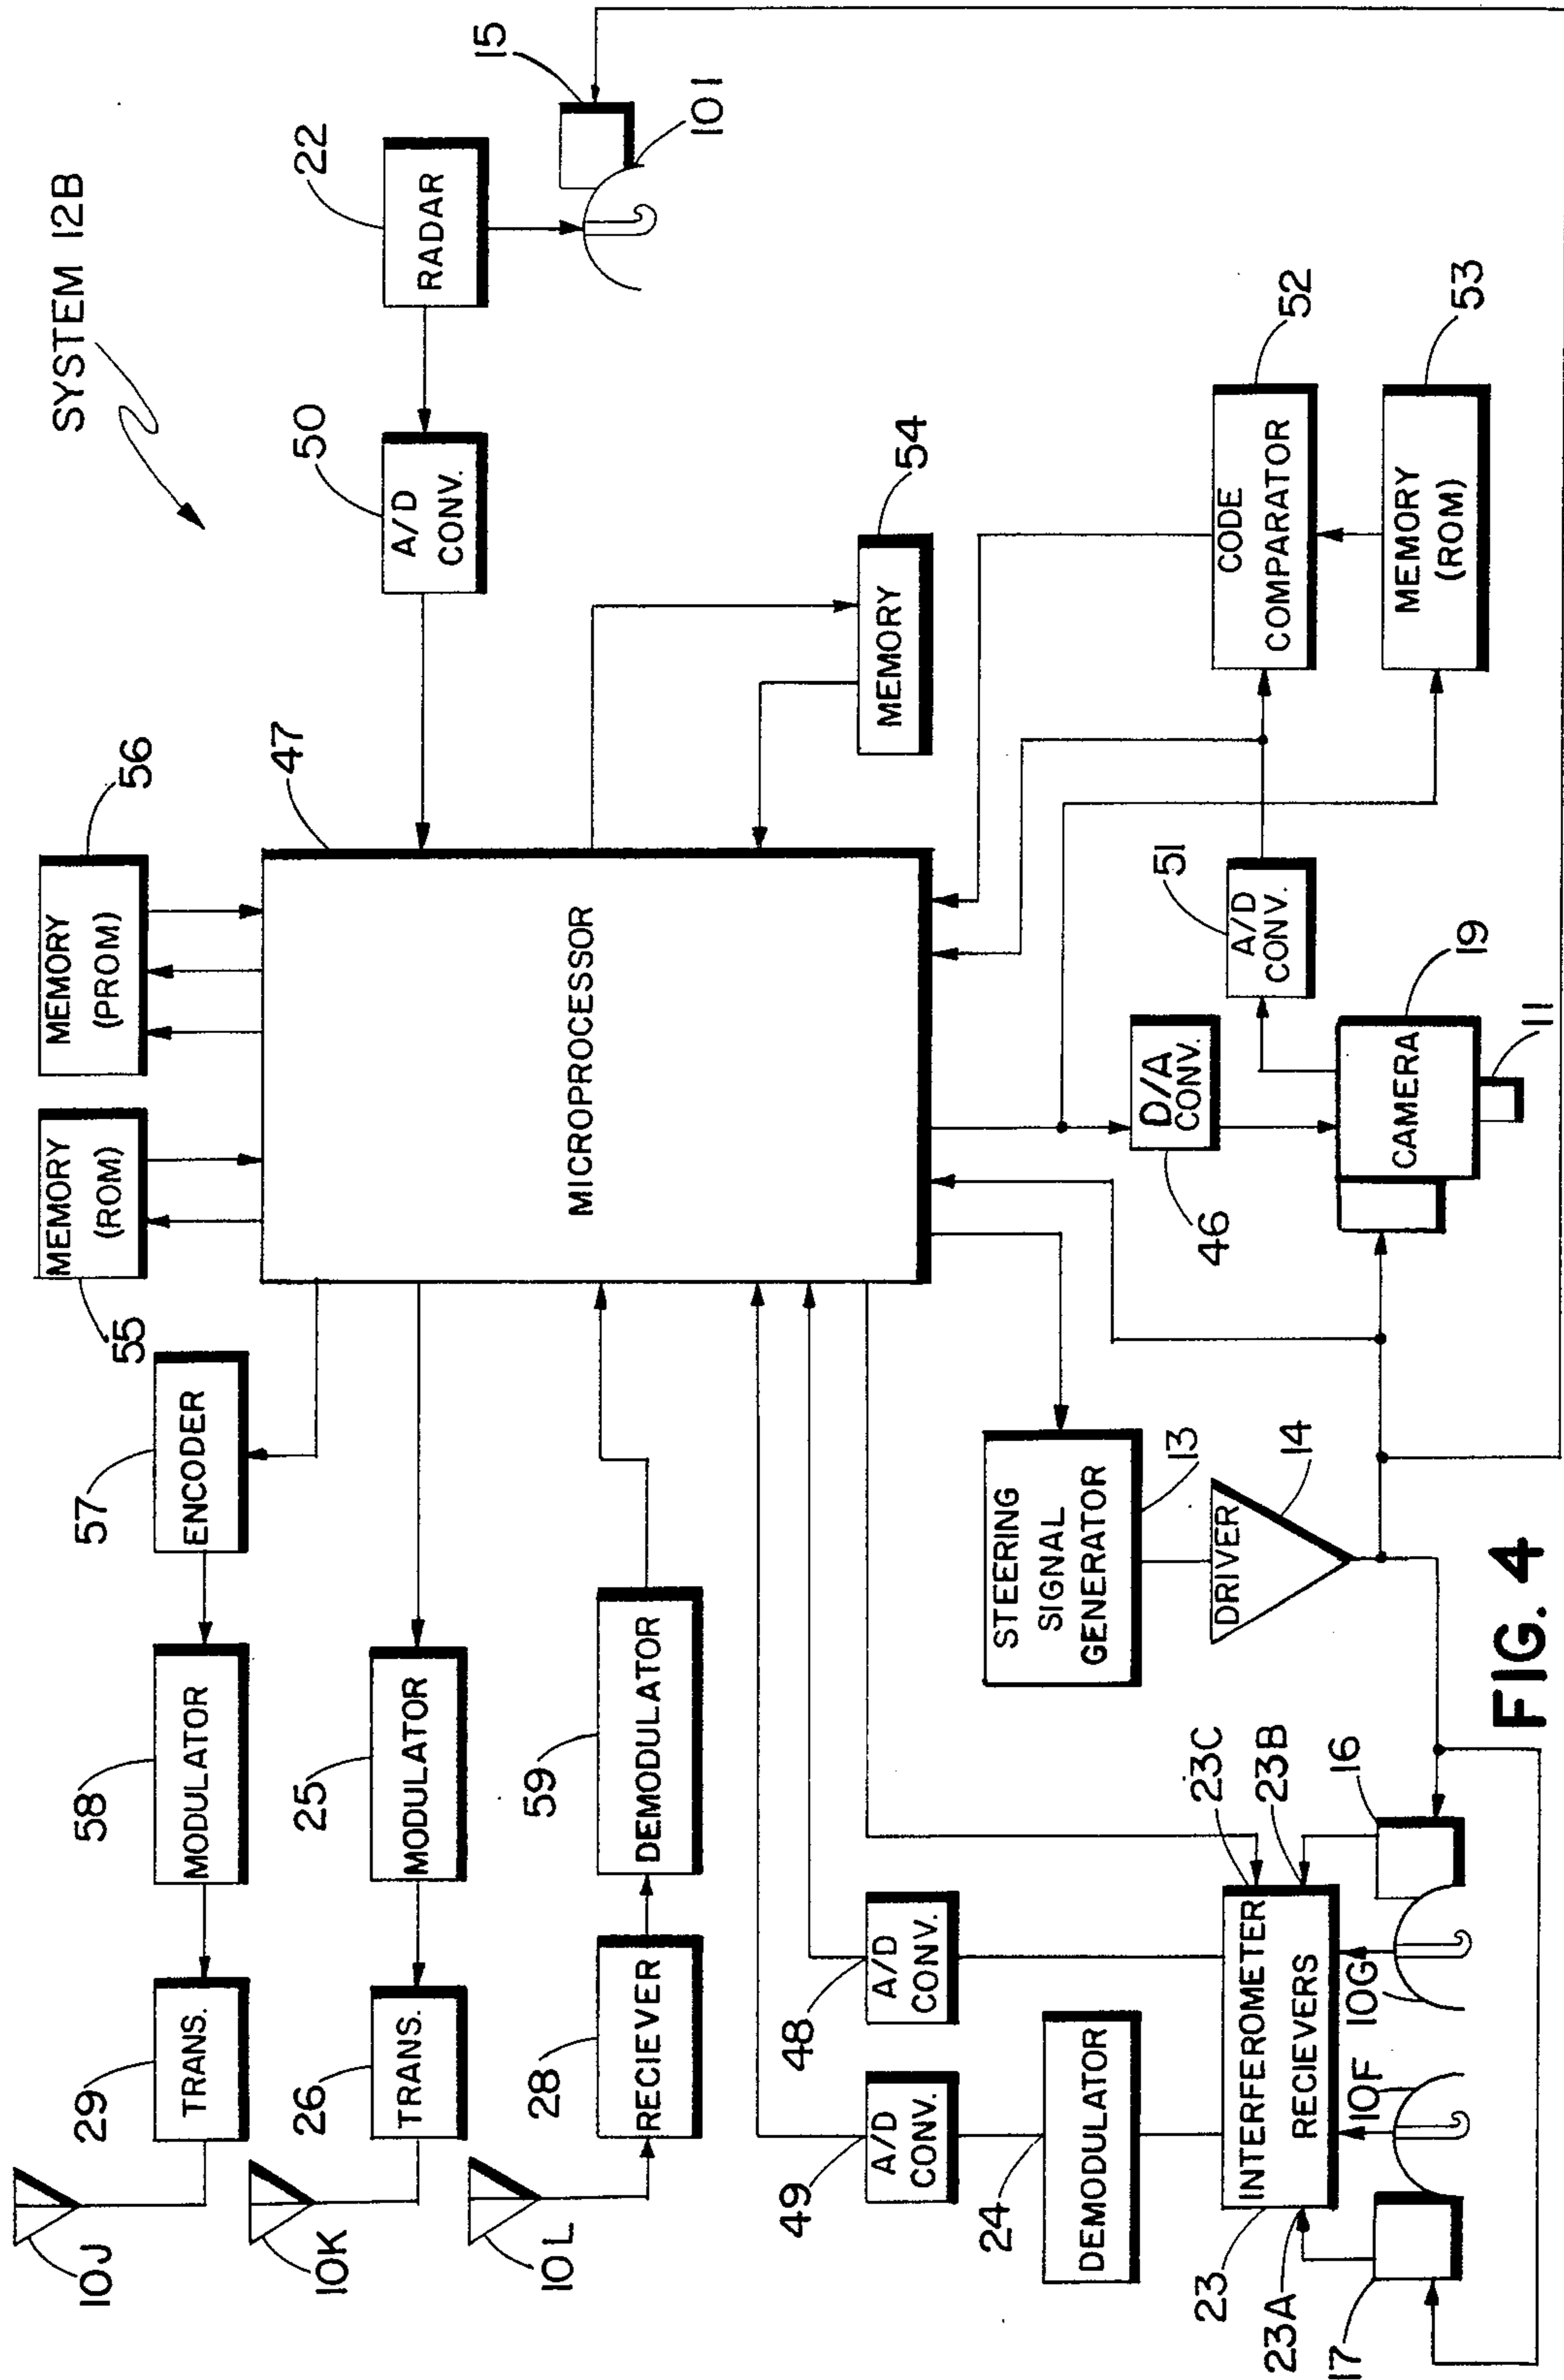 SYSTEM 12B
10J
29
TRANS.
58
MODULATOR
57
ENCODER
55
MEMORY
(ROM)
56
MEMORY
(PROM)
10K
26
TRANS.
25
MODULATOR
10L
28
RECIEVER
59
DEMODULATOR
47
MICROPROCESSOR
50
A/D
CONV.
22
RADAR
15
10I
49
A/D
CONV.
48
A/D
CONV.
24
DEMODULATOR
54
MEMORY
13
STEERING
SIGNAL
GENERATOR
14
DRIVER
46
D/A
CONV.
51
A/D
CONV.
52
CODE
COMPARATOR
53
MEMORY
(ROM)
19
CAMERA
11
23
23A
23B
23C
INTERFEROMETER
RECIEVERS
10F
10G
16
17
FIG. 4